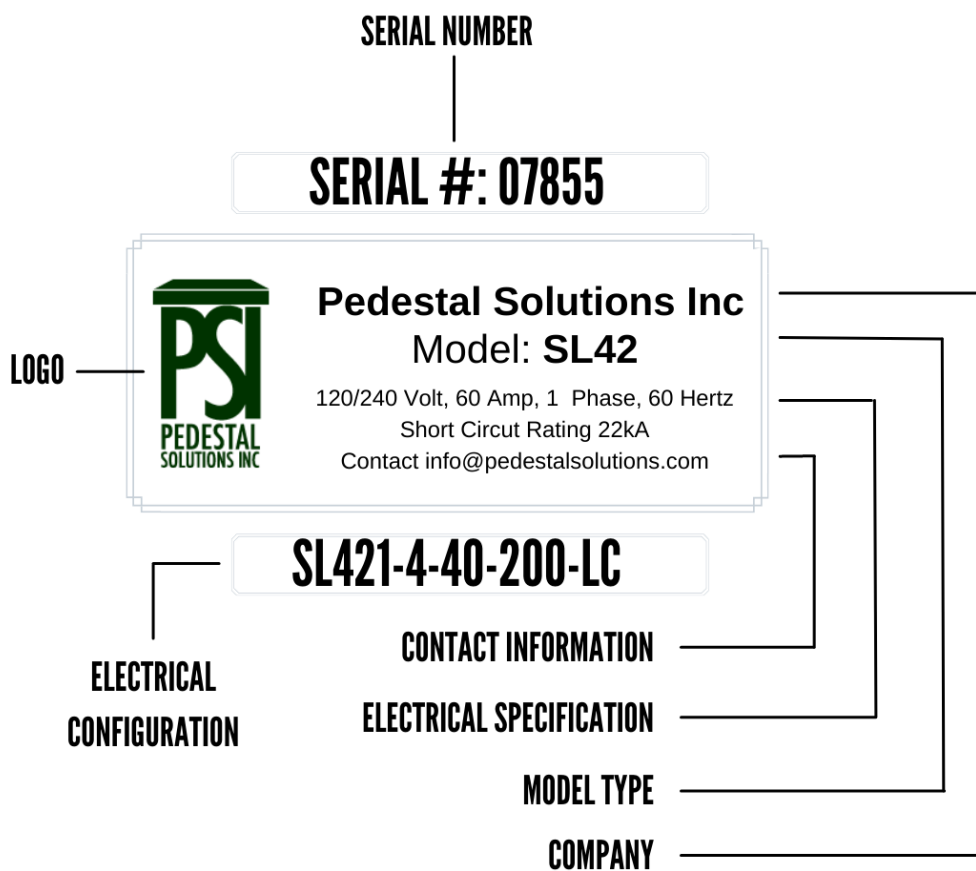 SERIAL NUMBER
SERIAL #: 07855
PSI
PEDESTAL
SOLUTIONS INC
Pedestal Solutions Inc
Model: SL42
120/240 Volt, 60 Amp, 1 Phase, 60 Hertz
Short Circut Rating 22kA
Contact info@pedestalsolutions.com
LOGO
SL421-4-40-200-LC
ELECTRICAL
CONFIGURATION
CONTACT INFORMATION
ELECTRICAL SPECIFICATION
MODEL TYPE
COMPANY